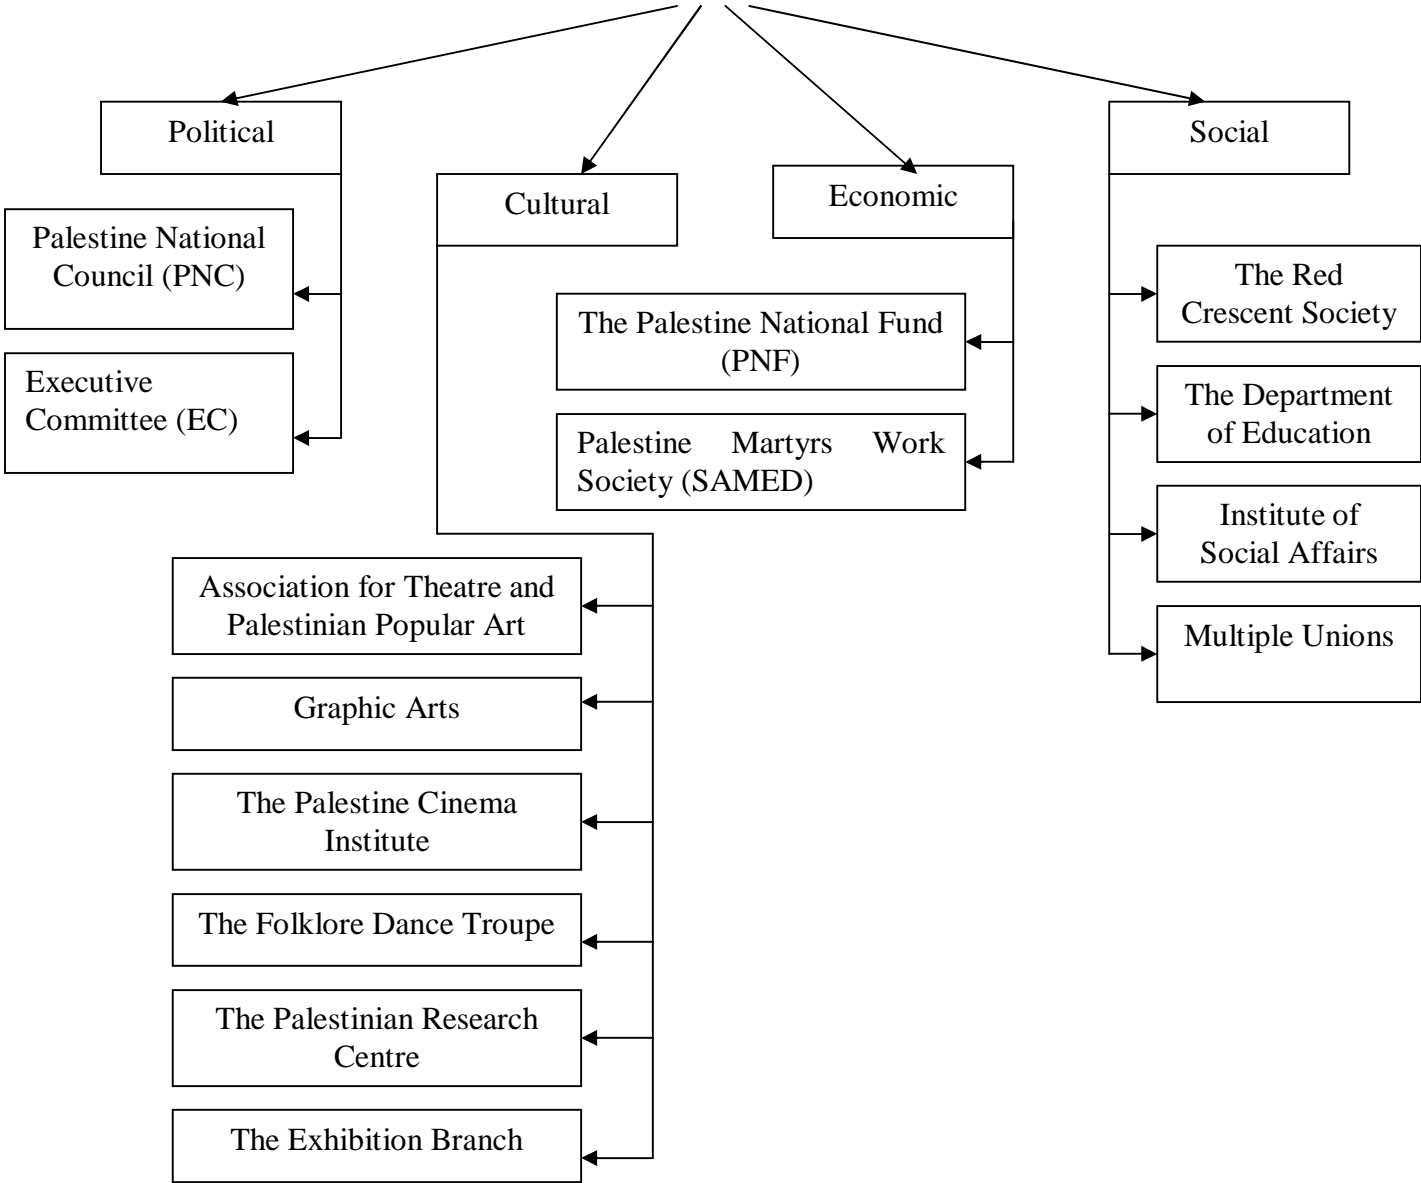 Political
Cultural
Economic
Social
Palestine National
Council (PNC)
Executive
Committee (EC)
The Palestine National Fund
(PNF)
Palestine Martyrs Work
Society (SAMED)
The Red
Crescent Society
The Department
of Education
Institute of
Social Affairs
Multiple Unions
Association for Theatre and
Palestinian Popular Art
Graphic Arts
The Palestine Cinema
Institute
The Folklore Dance Troupe
The Palestinian Research
Centre
The Exhibition Branch